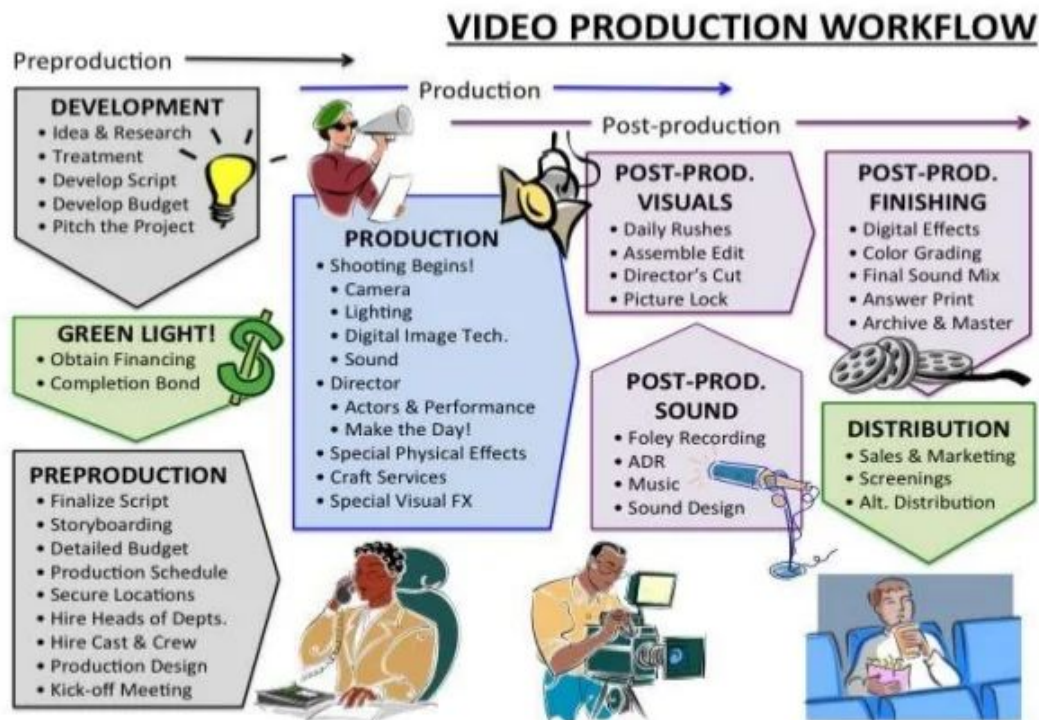 VIDEO PRODUCTION WORKFLOW
Preproduction
Production
Post-production
DEVELOPMENT
• Idea & Research
• Treatment
• Develop Script
• Develop Budget
• Pitch the Project
GREEN LIGHT!
• Obtain Financing
• Completion Bond
PREPRODUCTION
• Finalize Script
• Storyboarding
• Detailed Budget
• Production Schedule
• Secure Locations
• Hire Heads of Depts.
• Hire Cast & Crew
• Production Design
• Kick-off Meeting
PRODUCTION
• Shooting Begins!
• Camera
• Lighting
• Digital Image Tech.
• Sound
• Director
• Actors & Performance
• Make the Day!
• Special Physical Effects
• Craft Services
• Special Visual FX
POST-PROD.
VISUALS
• Daily Rushes
• Assemble Edit
• Director's Cut
• Picture Lock
POST-PROD.
SOUND
• Foley Recording
• ADR
• Music
• Sound Design
POST-PROD.
FINISHING
• Digital Effects
• Color Grading
• Final Sound Mix
• Answer Print
• Archive & Master
DISTRIBUTION
• Sales & Marketing
• Screenings
• Alt. Distribution